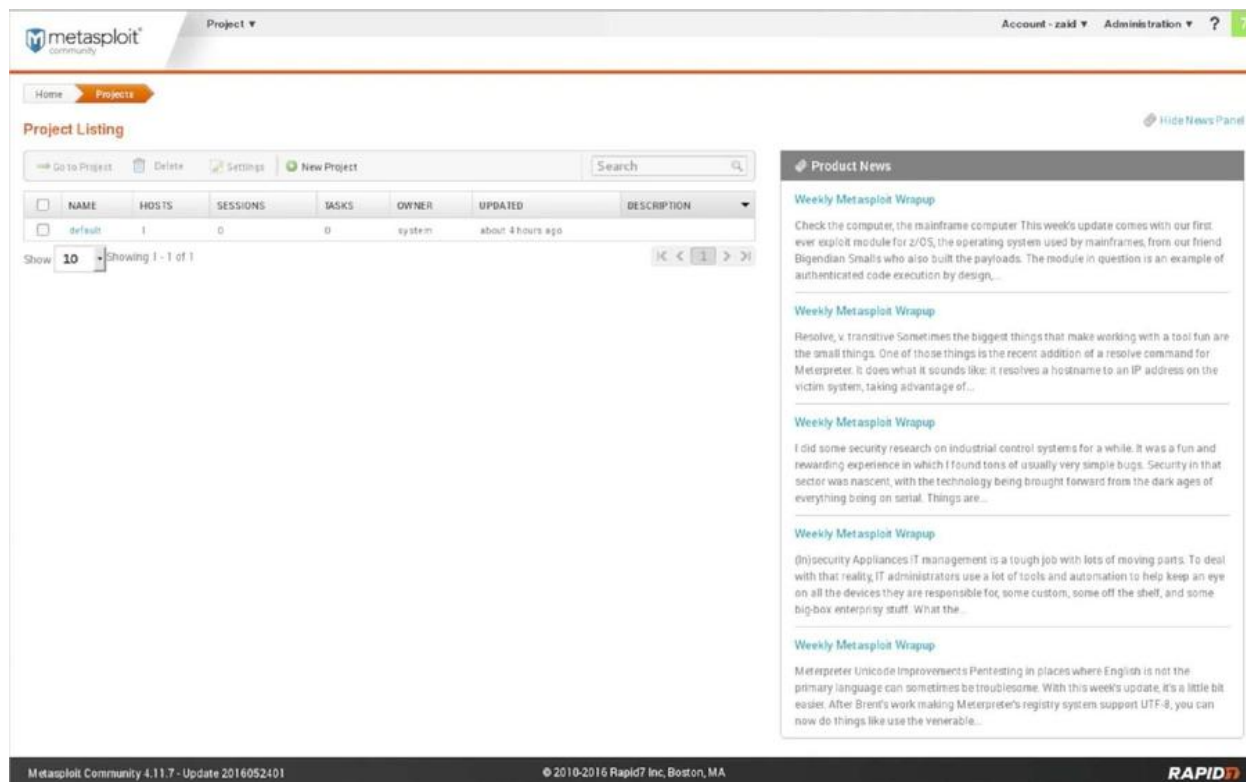 metasploit®
community
Project ▼
Account - zaid ▼ Administration ▼ ?
Home Projects
Hide News Panel
Project Listing
Go to Project Delete Settings New Project Search
NAME HOSTS SESSIONS TASKS OWNER UPDATED DESCRIPTION
default 1 0 0 system about 4 hours ago
Show 10 Showing 1 - 1 of 1
1
Product News
Weekly Metasploit Wrapup
Check the computer, the mainframe computer This week's update comes with our first
ever exploit module for z/OS, the operating system used by mainframes, from our friend
Bigendian Smalls who also built the payloads. The module in question is an example of
authenticated code execution by design,...
Weekly Metasploit Wrapup
Resolve, v. transitive Sometimes the biggest things that make working with a tool fun are
the small things. One of those things is the recent addition of a resolve command for
Meterpreter. It does what it sounds like: it resolves a hostname to an IP address on the
victim system, taking advantage of...
Weekly Metasploit Wrapup
I did some security research on industrial control systems for a while. It was a fun and
rewarding experience in which I found tons of usually very simple bugs. Security in that
sector was nascent, with the technology being brought forward from the dark ages of
everything being on serial. Things are...
Weekly Metasploit Wrapup
(In)security Appliances IT management is a tough job with lots of moving parts. To deal
with that reality, IT administrators use a lot of tools and automation to help keep an eye
on all the devices they are responsible for, some custom, some off the shelf, and some
big-box enterprisy stuff. What the...
Weekly Metasploit Wrapup
Meterpreter Unicode Improvements Pentesting in places where English is not the
primary language can sometimes be troublesome. With this week's update, it's a little bit
easier. After Brent's work making Meterpreter's registry system support UTF-8, you can
now do things like use the venerable...
Metasploit Community 4.11.7 - Update 2016052401
© 2010-2016 Rapid7 Inc, Boston, MA
RAPID7